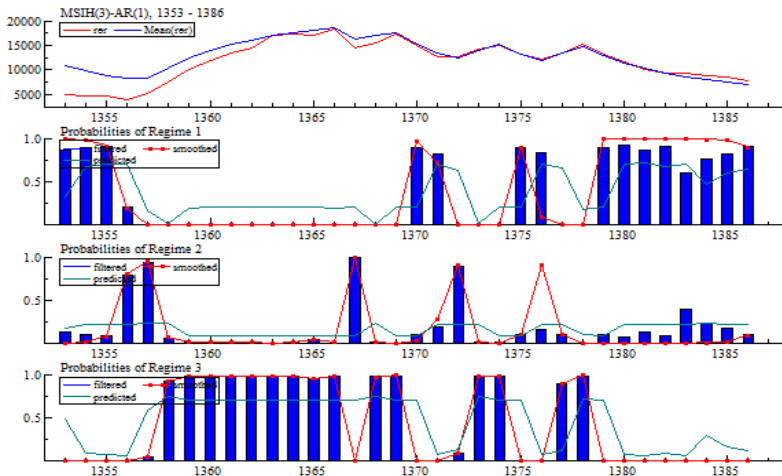 MSIH(3)-AR(1), 1353 - 1386
20000
rer Mean(rer)
15000
10000
5000
1355 1360 1365 1370 1375 1380 1385
Probabilities of Regime 1
1.0
filtered smoothed
predicted
0.5
1355 1360 1365 1370 1375 1380 1385
Probabilities of Regime 2
1.0
filtered smoothed
predicted
0.5
1355 1360 1365 1370 1375 1380 1385
Probabilities of Regime 3
1.0
filtered smoothed
predicted
0.5
1355 1360 1365 1370 1375 1380 1385